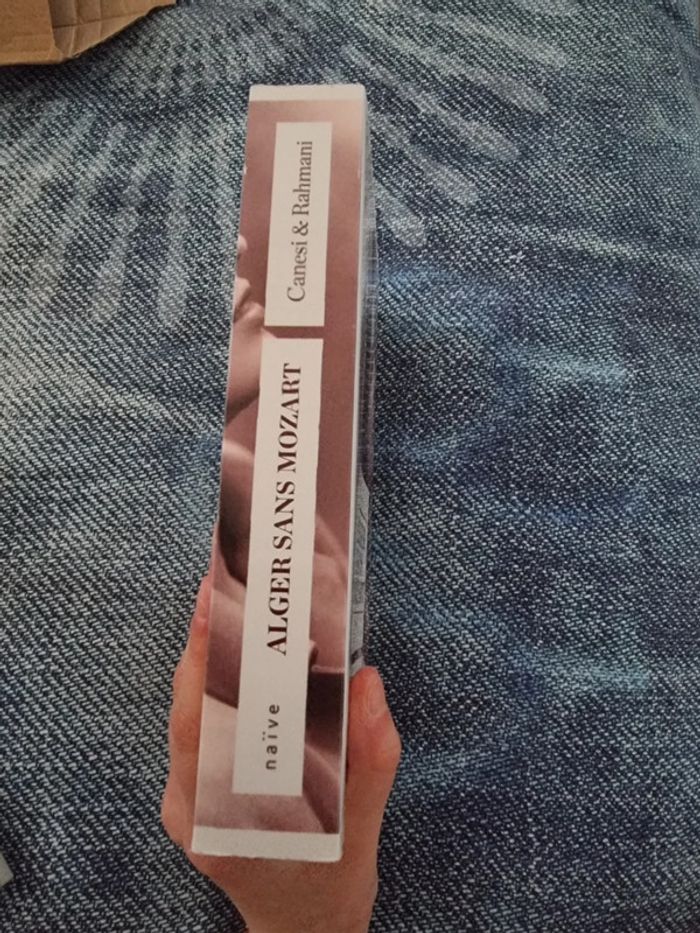 Canesi & Rahmani
ALGER SANS MOZART
naïve